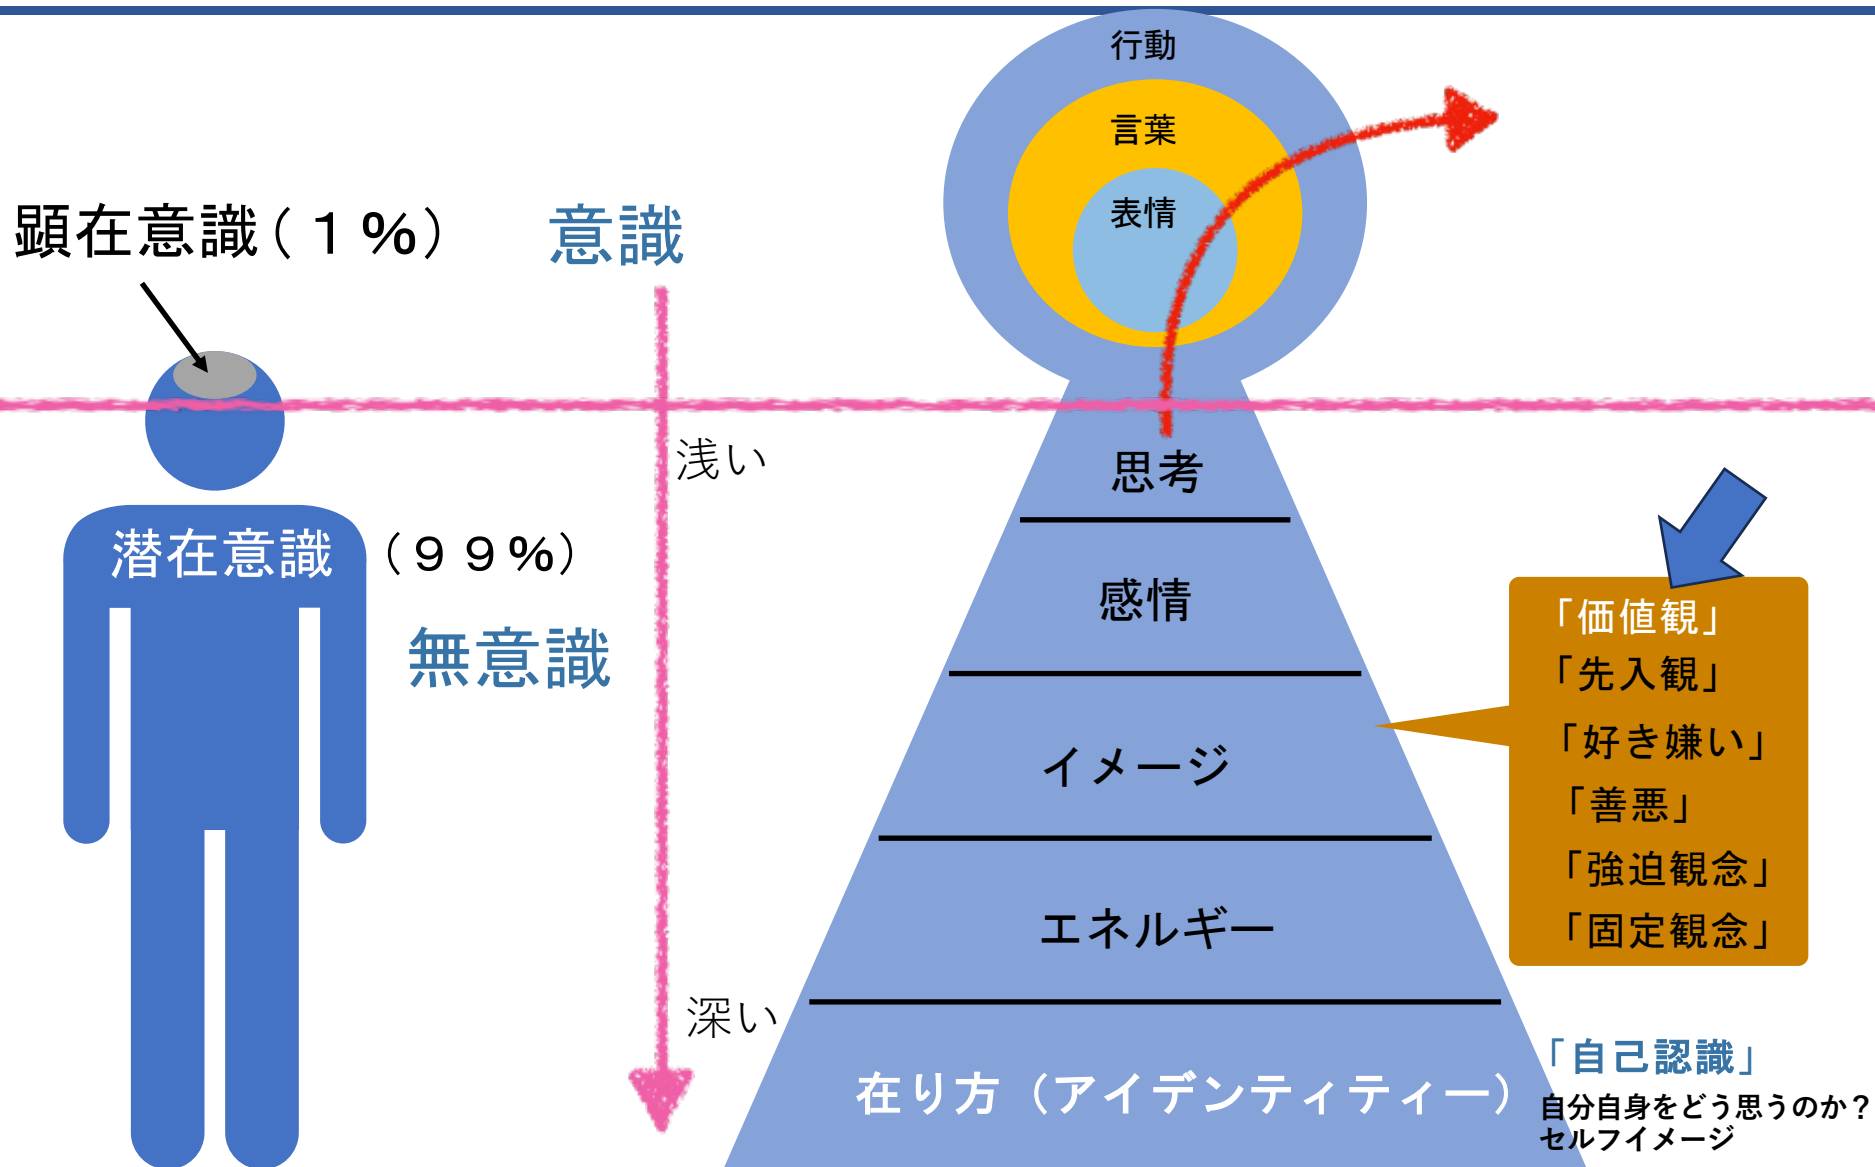 行動
言葉
表情
顕在意識(１%)
意識
浅い
思考
潜在意識 (９９%)
感情
無意識
「価値観」
「先入観」
「好き嫌い」
「善悪」
「強迫観念」
「固定観念」
イメージ
エネルギー
深い
在り方（アイデンティティー）
「自己認識」
自分自身をどう思うのか？
セルフイメージ